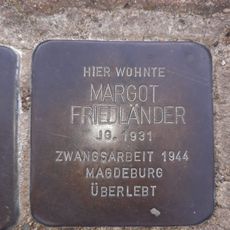 HIER WOHNTE
MARGOT
FRIEDLÄNDER
JG. 1931
ZWANGSARBEIT 1944
MAGDEBURG
ÜBERLEBT